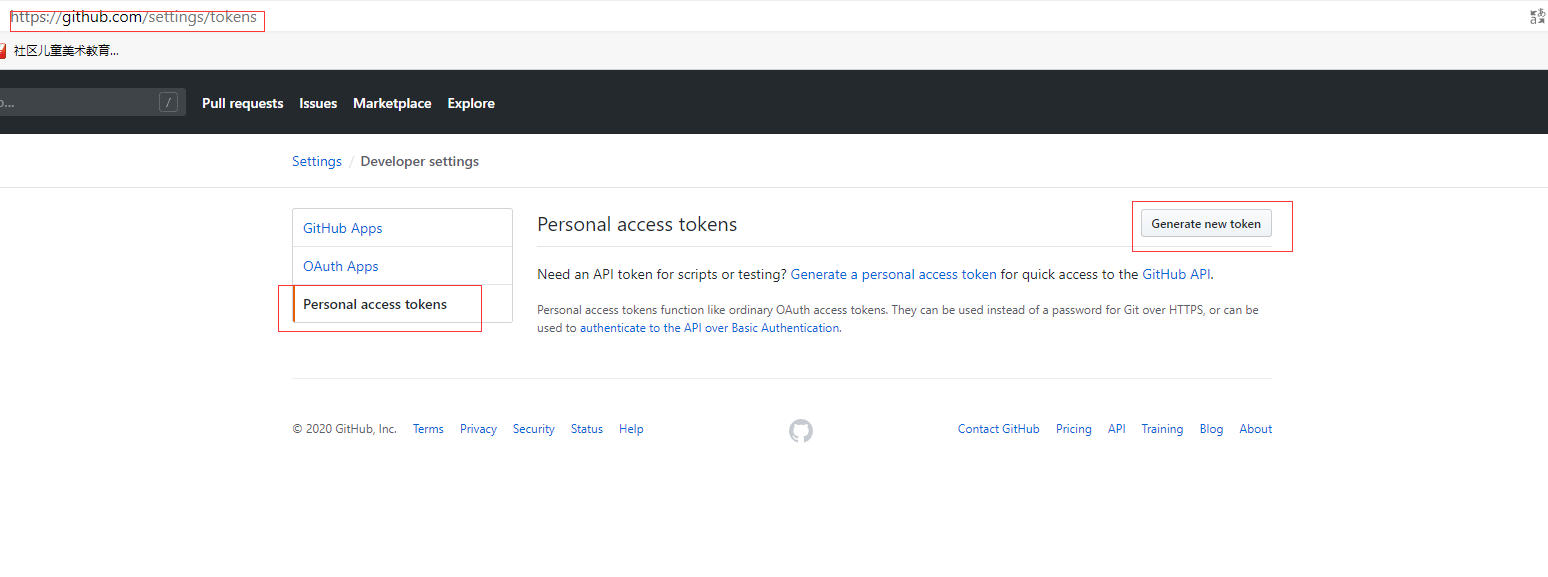 https://github.com/settings/tokens
社区儿童美术教育...
o... /
Pull requests Issues Marketplace Explore
Settings / Developer settings
GitHub Apps
OAuth Apps
Personal access tokens
Personal access tokens
Generate new token
Need an API token for scripts or testing? Generate a personal access token for quick access to the GitHub API.
Personal access tokens function like ordinary OAuth access tokens. They can be used instead of a password for Git over HTTPS, or can be
used to authenticate to the API over Basic Authentication.
© 2020 GitHub, Inc. Terms Privacy Security Status Help
Contact GitHub Pricing API Training Blog About